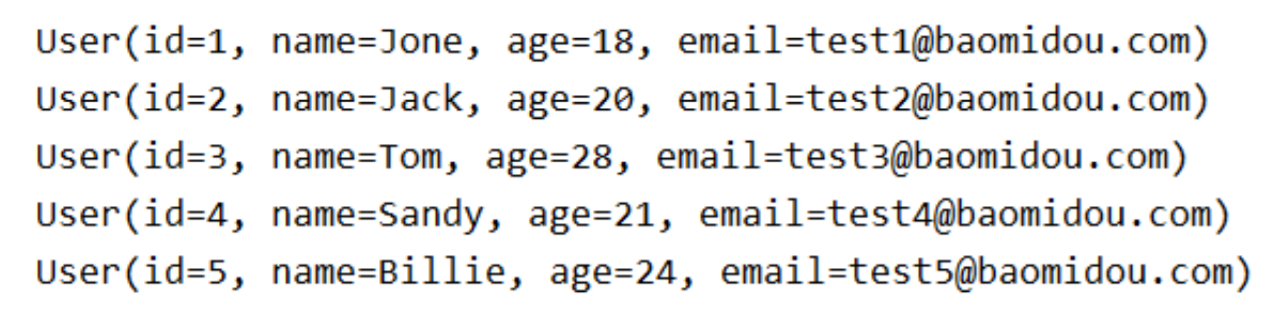 User(id=1, name=Jone, age=18, email=test1@baomidou.com)
User(id=2, name=Jack, age=20, email=test2@baomidou.com)
User(id=3, name=Tom, age=28, email=test3@baomidou.com)
User(id=4, name=Sandy, age=21, email=test4@baomidou.com)
User(id=5, name=Billie, age=24, email=test5@baomidou.com)